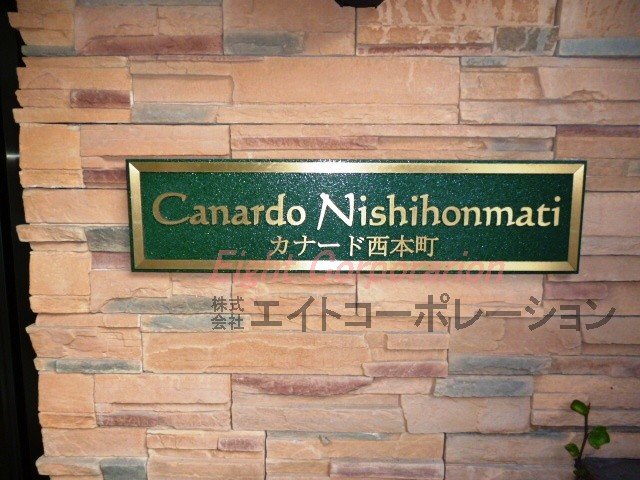 Canardo Nishihonmati
カナード西本町
Eight Corporation
株式会社 エイトコーポレーション